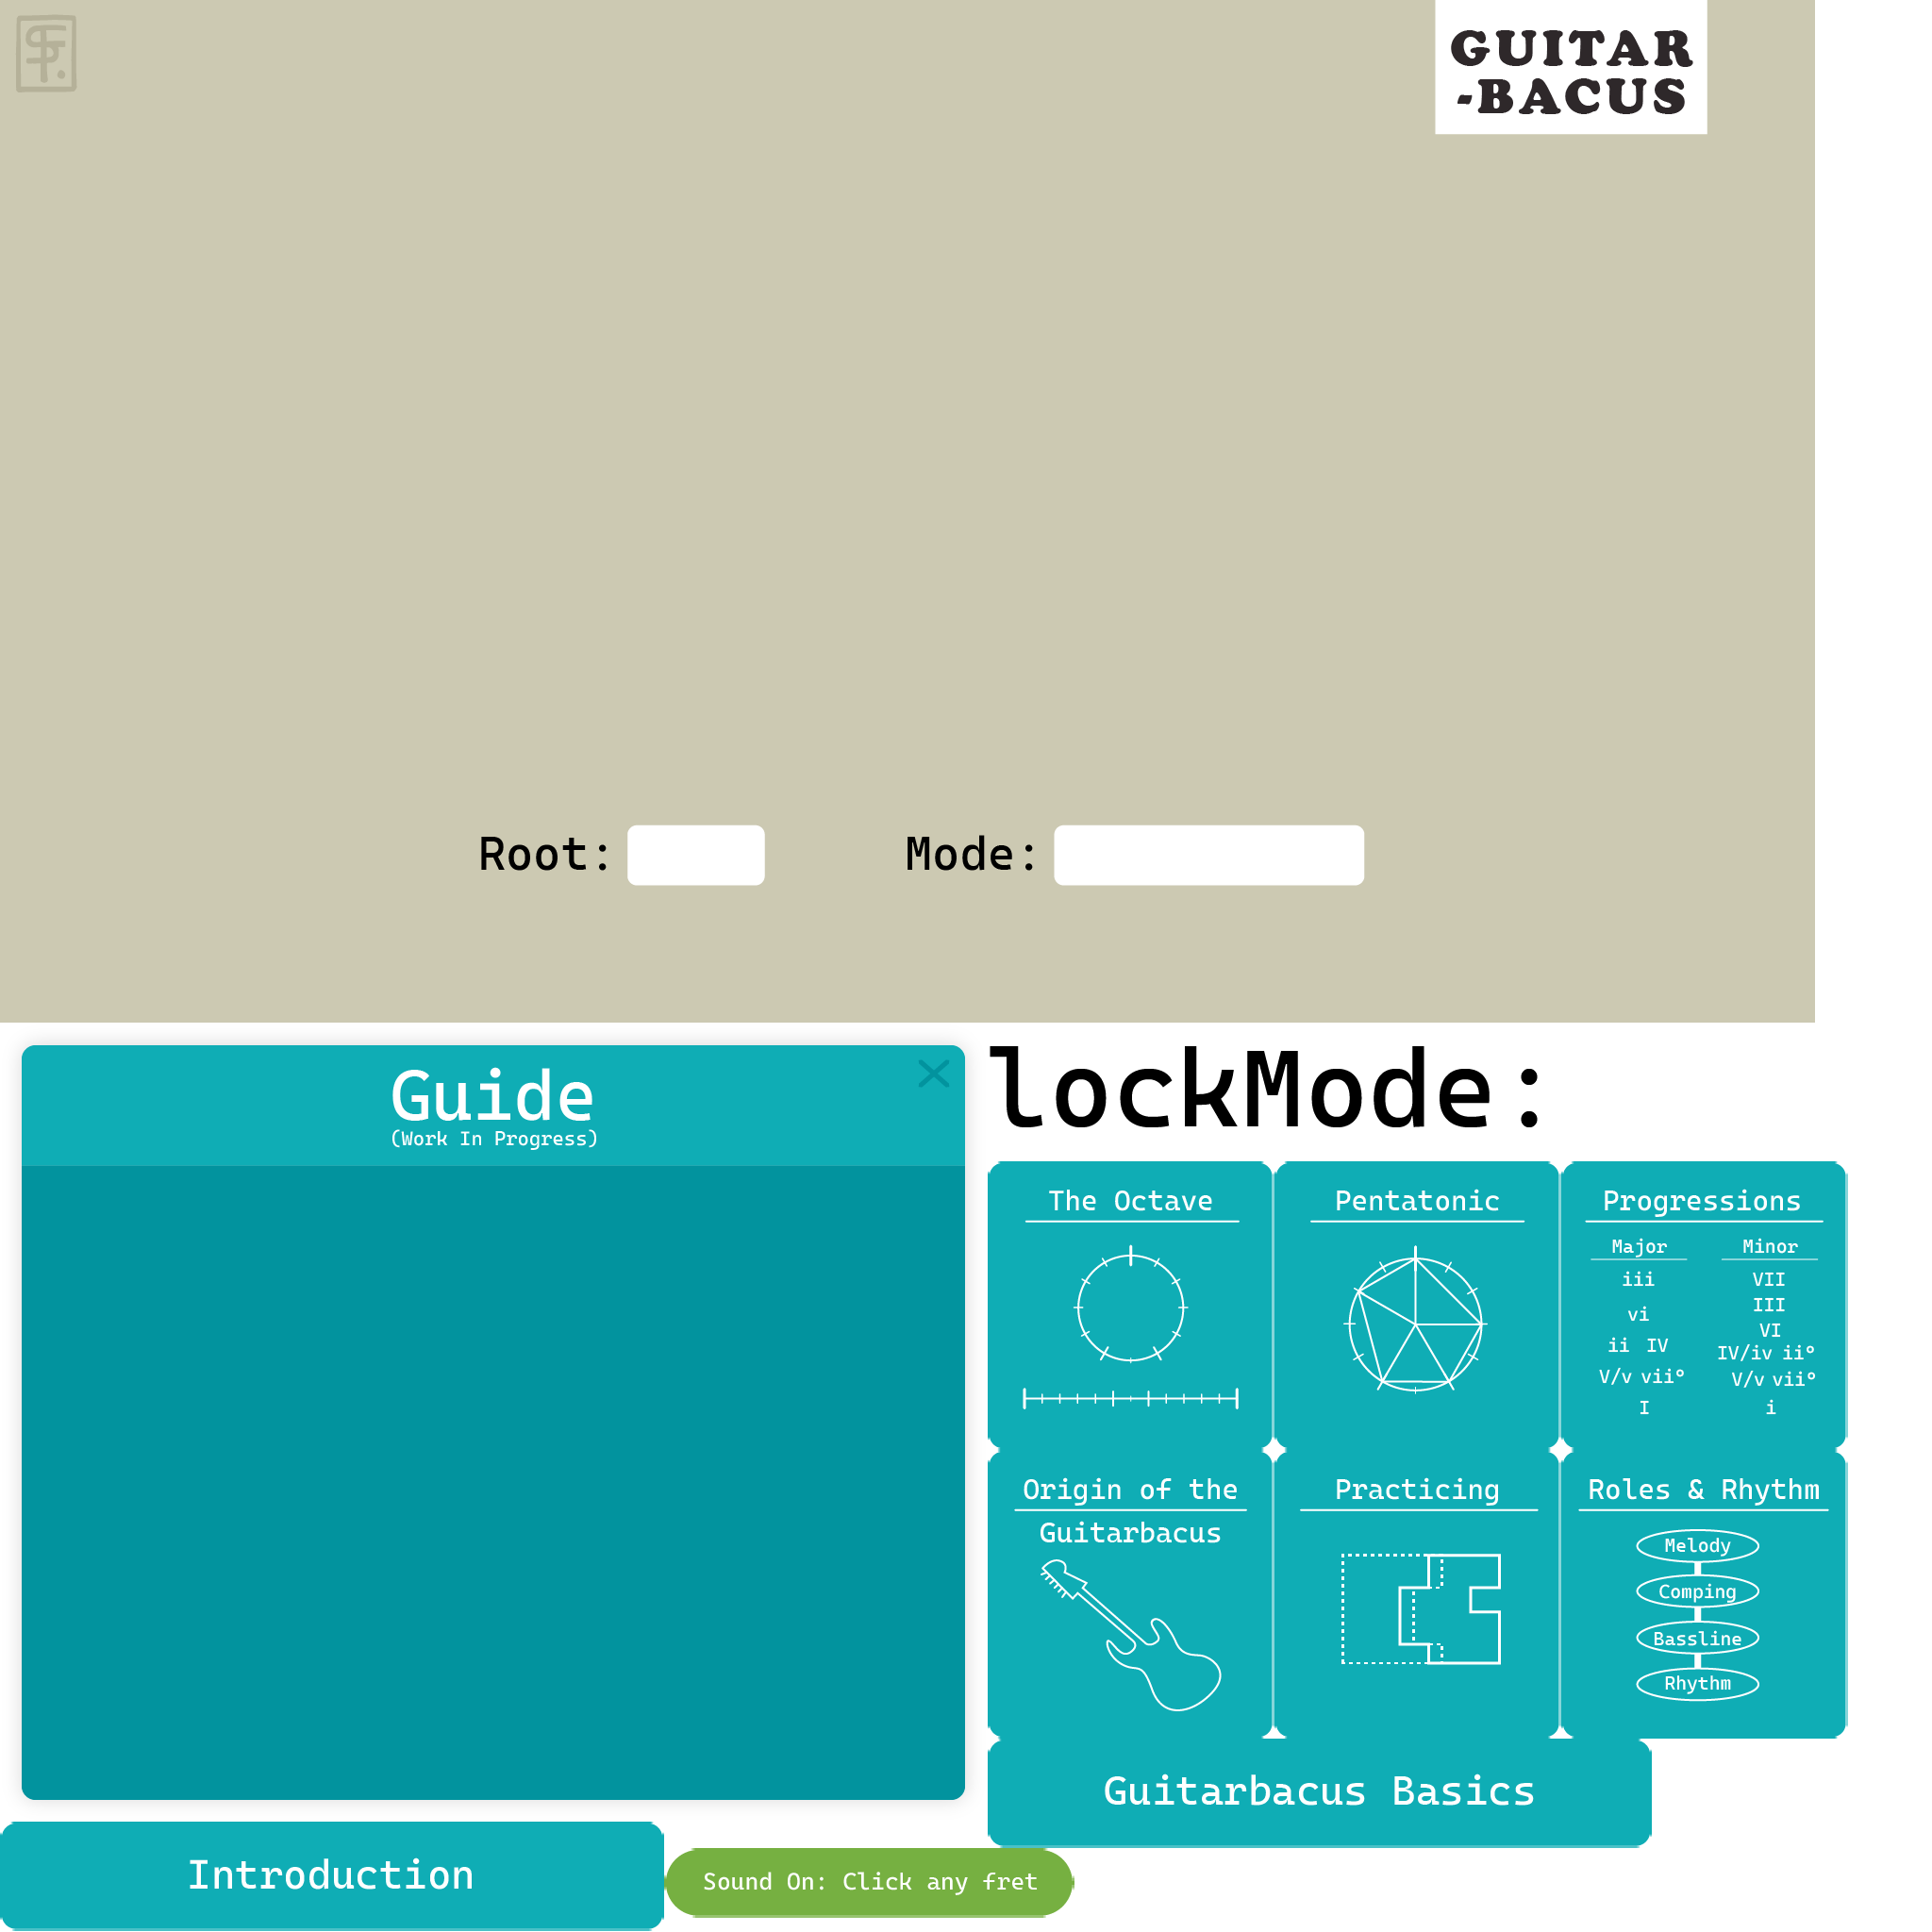 GUITAR
-BACUS
Root:
Mode:
Guide
(Work In Progress)
lockMode:
The Octave
Pentatonic
Progressions
Major
iii
vi
ii IV
V/v vii°
I
Minor
VII
III
VI
IV/iv ii°
V/v vii°
i
Origin of the
Guitarbacus
Practicing
Roles & Rhythm
Melody
Comping
Bassline
Rhythm
Guitarbacus Basics
Introduction
Sound On: Click any fret